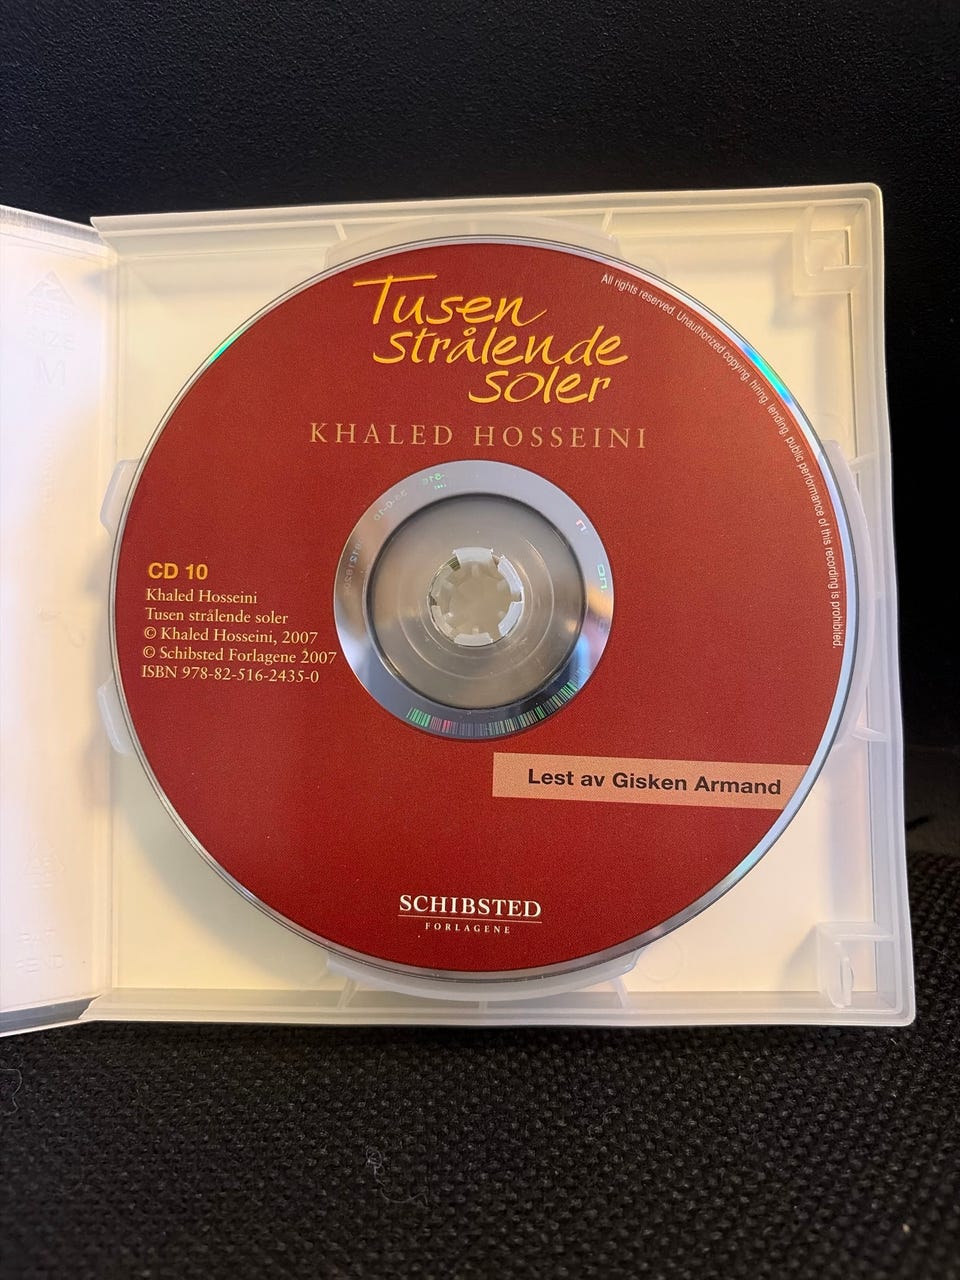 Tusen
strålende
soler
KHALED HOSSEINI
All rights reserved. Unauthorized copying, hiring, lending, public performance of this recording is prohibited.
CD 10
Khaled Hosseini
Tusen strålende soler
© Khaled Hosseini, 2007
© Schibsted Forlagene 2007
ISBN 978-82-516-2435-0
Lest av Gisken Armand
SCHIBSTED
FORLAGENE